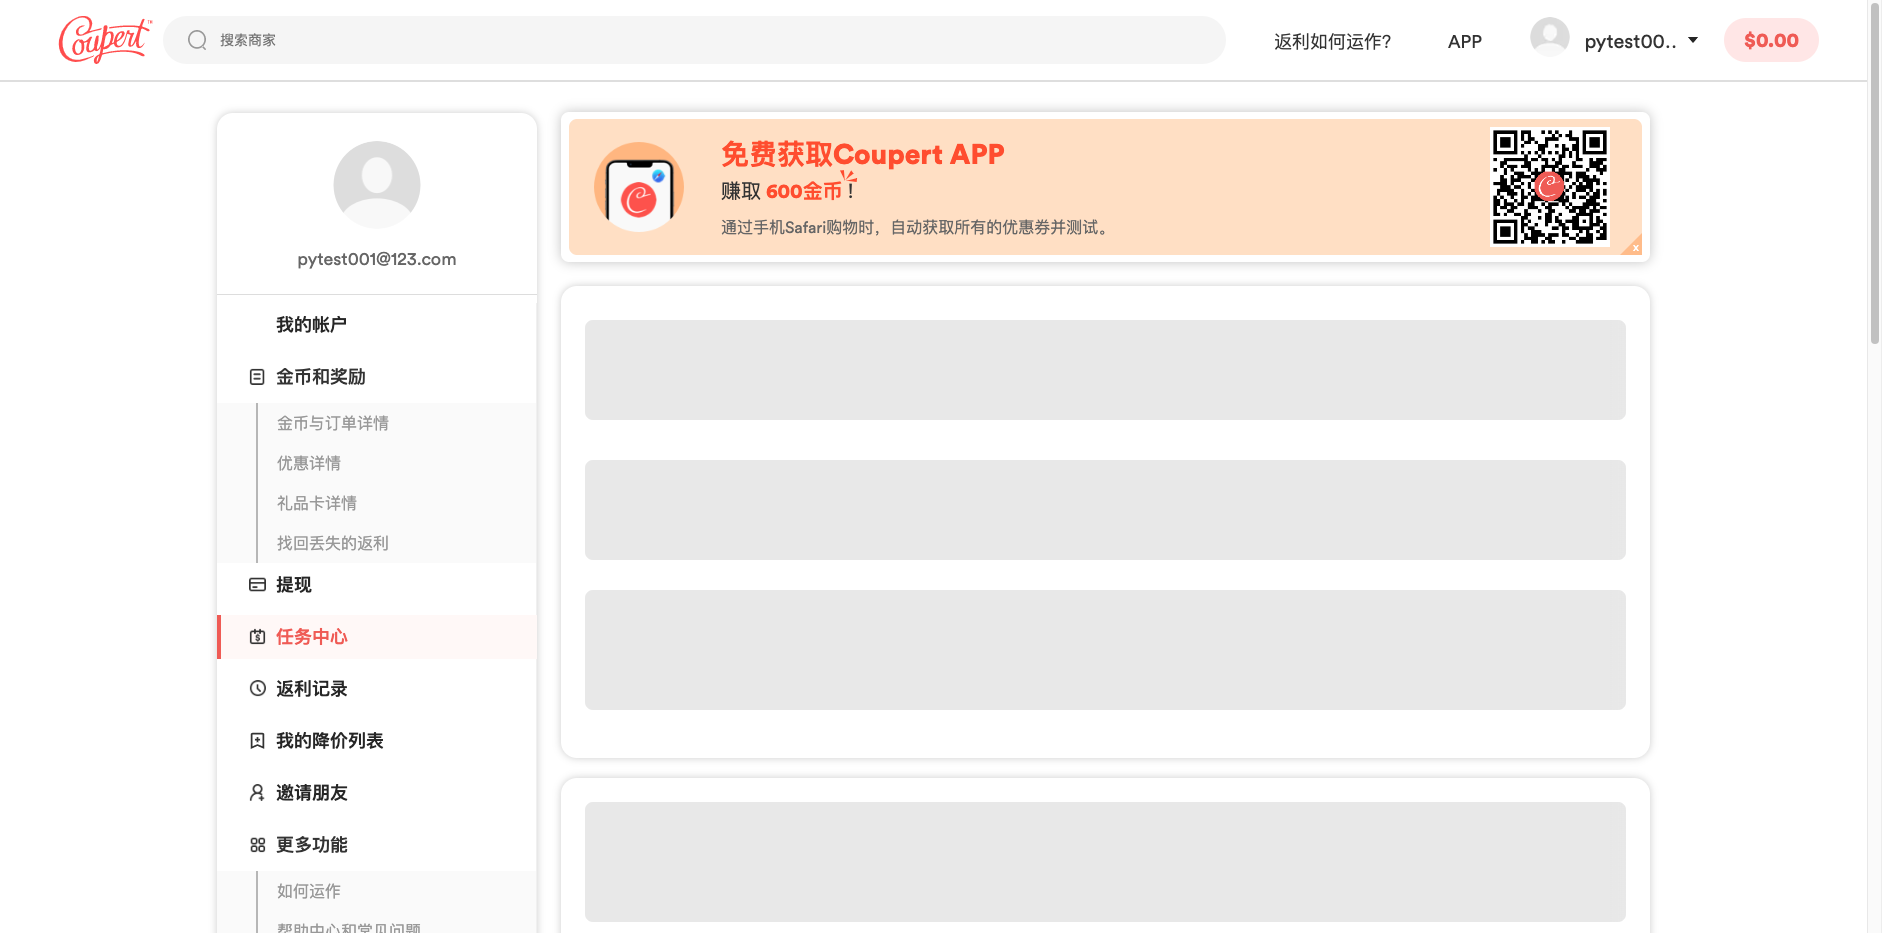 Coupert™
搜索商家
返利如何运作?
APP
pytest00..
$0.00
pytest001@123.com
我的帐户
金币和奖励
金币与订单详情
优惠详情
礼品卡详情
找回丢失的返利
提现
任务中心
返利记录
我的降价列表
邀请朋友
更多功能
如何运作
帮助中心和常见问题
免费获取Coupert APP
赚取 600金币！
通过手机Safari购物时，自动获取所有的优惠券并测试。
x